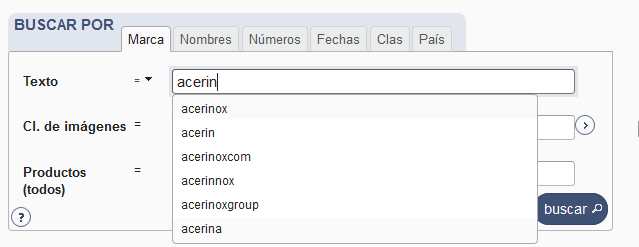 BUSCAR POR
Marca Nombres Números Fechas Clas País
Texto = acerin
acerinox
acerin
Cl. de imágenes =
acerinoxcom
Productos (todos) =
acerinnox
acerinoxgroup
acerina
? buscar